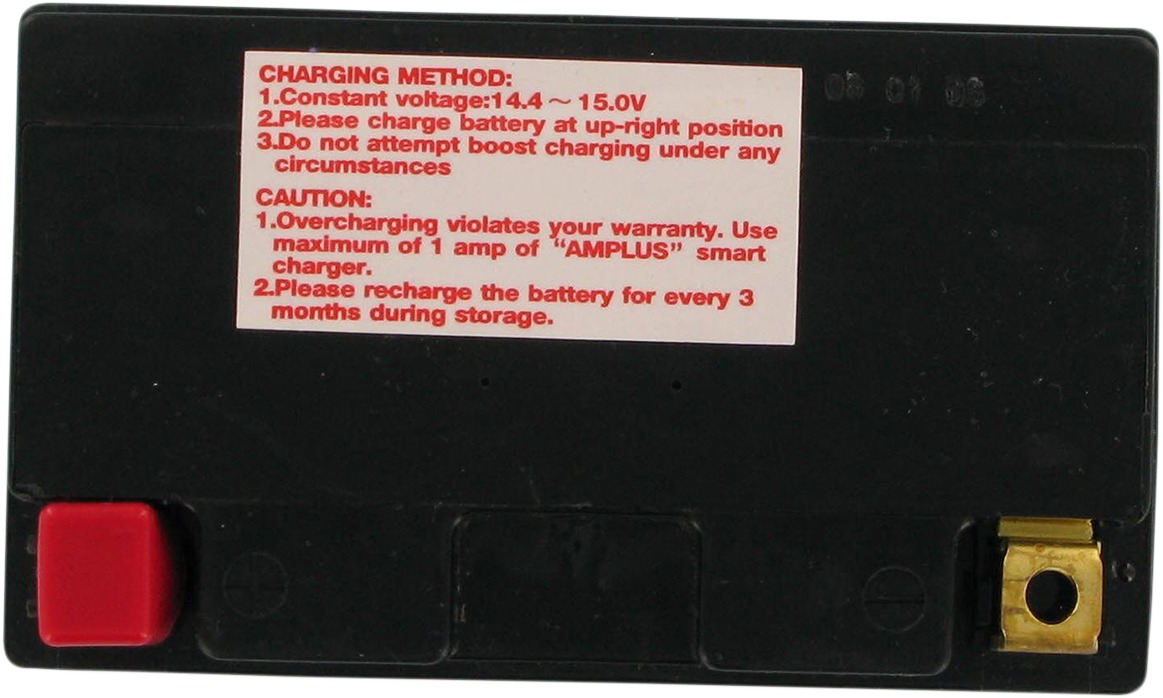 CHARGING METHOD:
1.Constant voltage:14.4 ~ 15.0V
2.Please charge battery at up-right position
3.Do not attempt boost charging under any
circumstances
CAUTION:
1.Overcharging violates your warranty. Use
maximum of 1 amp of “AMPLUS” smart
charger.
2.Please recharge the battery for every 3
months during storage.